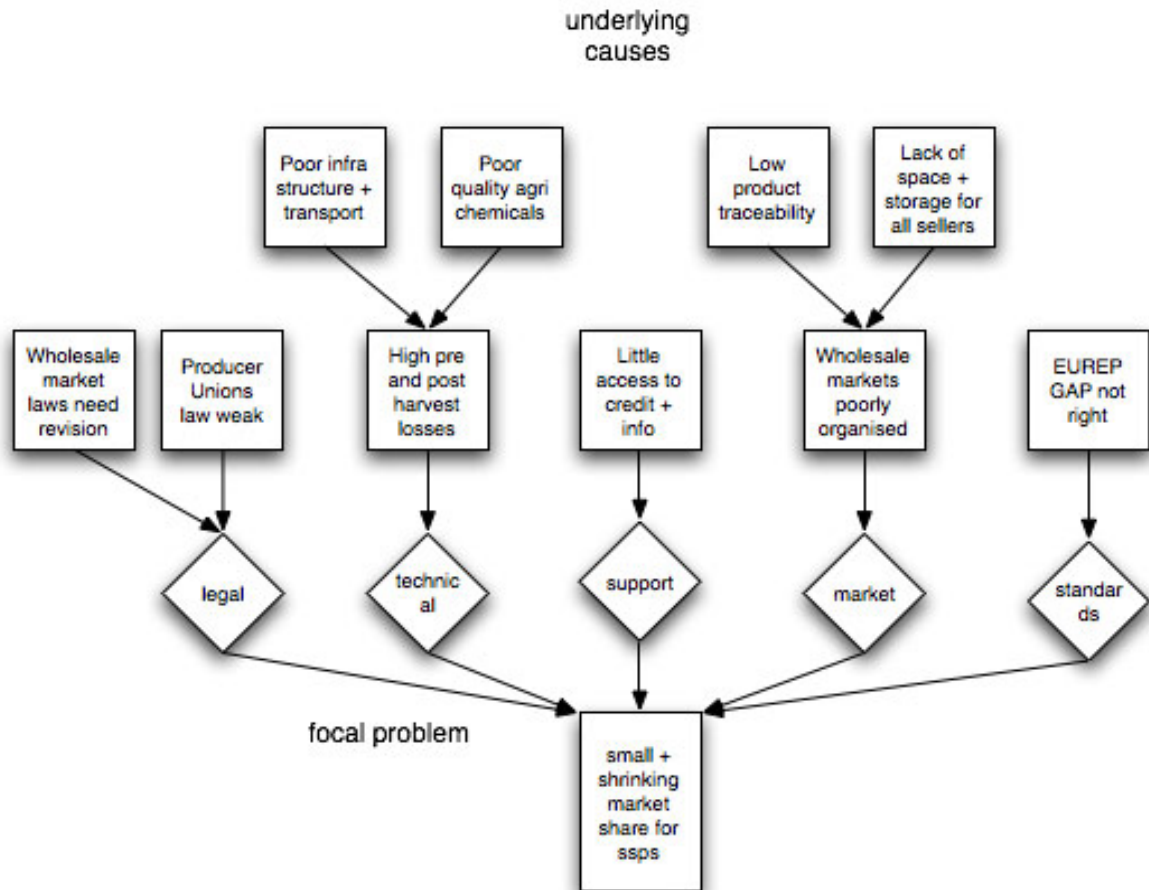 underlying
causes
Poor infra
structure +
transport
Poor
quality agri
chemicals
Low
product
traceability
Lack of
space +
storage for
all sellers
Wholesale
market
laws need
revision
Producer
Unions
law weak
High pre
and post
harvest
losses
Little
access to
credit +
info
Wholesale
markets
poorly
organised
EUREP
GAP not
right
legal
technic
al
support
market
standar
ds
focal problem
small +
shrinking
market
share for
ssps